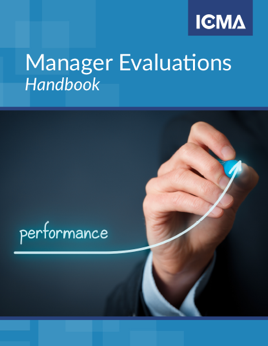 ICMA
Manager Evaluations
Handbook
performance